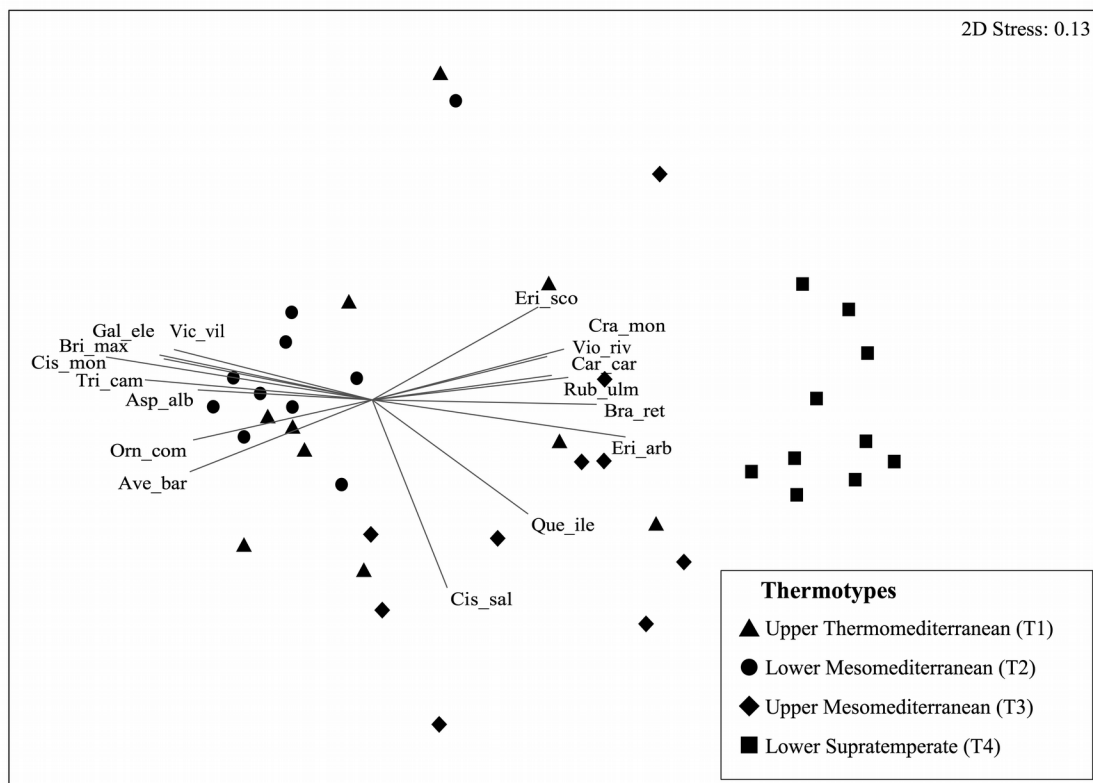 2D Stress: 0.13
Eri_sco
Cra_mon
Gal_ele
Vic_vil
Bri_max
Vio_riv
Cis_mon
Car_car
Tri_cam
Rub_ulm
Asp_alb
Bra_ret
Orn_com
Eri_arb
Ave_bar
Que_ile
Cis_sal
Thermotypes
Upper Thermomediterranean (T1)
Lower Mesomediterranean (T2)
Upper Mesomediterranean (T3)
Lower Supratemperate (T4)